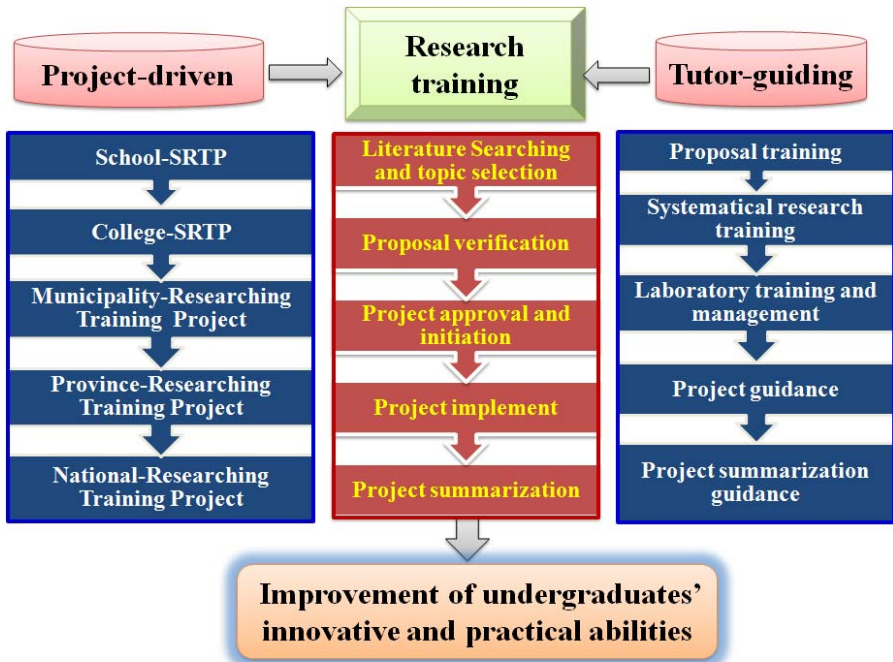 Project-driven
Research
training
Tutor-guiding
School-SRTP
College-SRTP
Municipality-Researching
Training Project
Province-Researching
Training Project
National-Researching
Training Project
Literature Searching
and topic selection
Proposal verification
Project approval and
initiation
Project implement
Project summarization
Proposal training
Systematical research
training
Laboratory training and
management
Project guidance
Project summarization
guidance
Improvement of undergraduates’
innovative and practical abilities